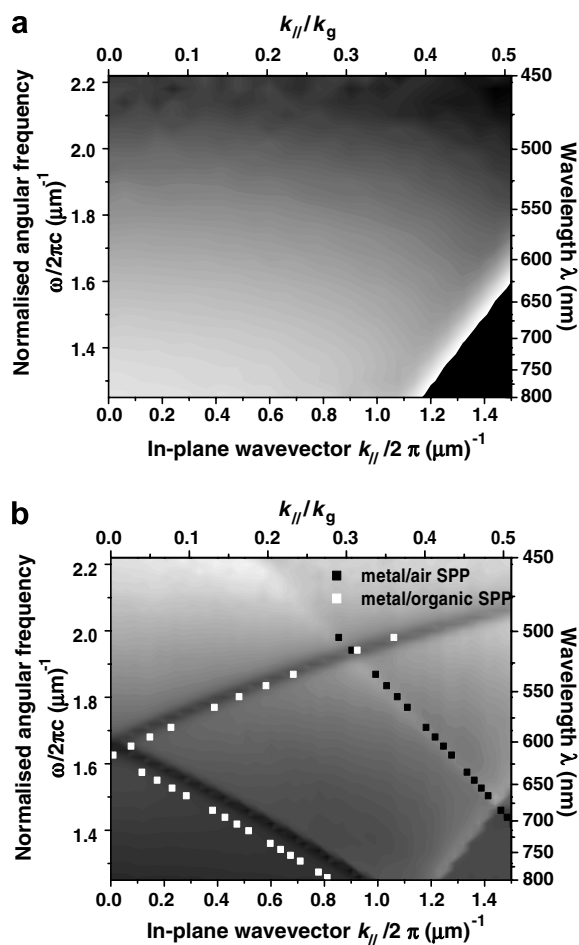 a
k///kg
0.0 0.1 0.2 0.3 0.4 0.5
Normalised angular frequency
ω/2πc (μm)-1
2.2
2.0
1.8
1.6
1.4
450
500
550
600
650
700
750
800
Wavelength λ (nm)
0.0 0.2 0.4 0.6 0.8 1.0 1.2 1.4
In-plane wavevector k///2 π (μm)-1
b
k///kg
0.0 0.1 0.2 0.3 0.4 0.5
Normalised angular frequency
ω/2πc (μm)-1
2.2
2.0
1.8
1.6
1.4
metal/air SPP
metal/organic SPP
450
500
550
600
650
700
750
800
Wavelength λ (nm)
0.0 0.2 0.4 0.6 0.8 1.0 1.2 1.4
In-plane wavevector k///2 π (μm)-1